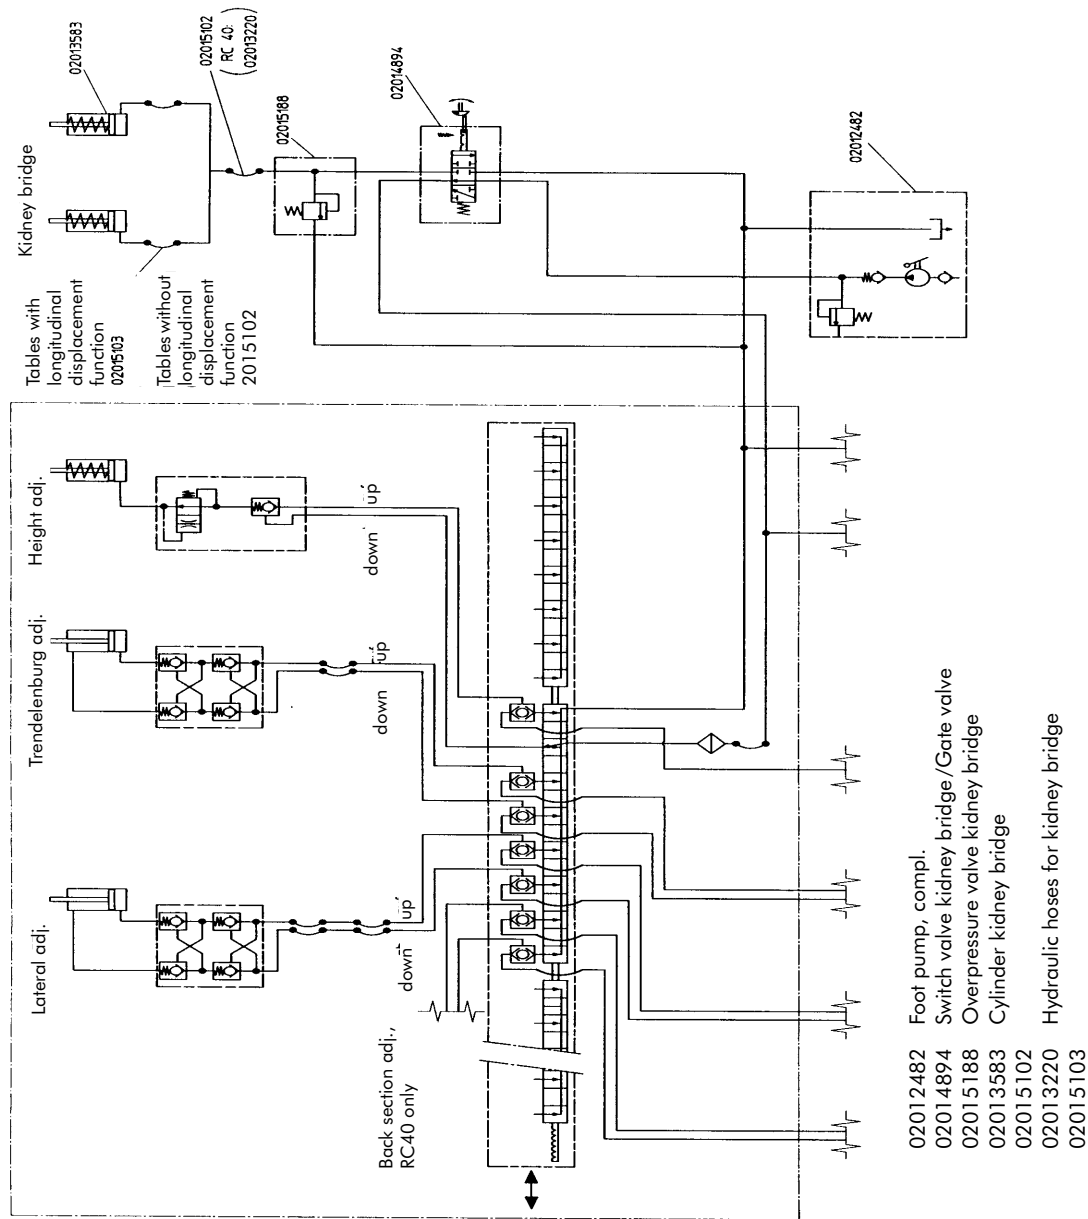 Kidney bridge
02013583
02015102
RC 40:
(02013220)
02015188
02014894
02012482
Tables with
longitudinal
displacement
function
02015103
Tables without
longitudinal
displacement
function
2015102
Height adj.
down'
up'
Trendelenburg adj.
down
up
Lateral adj.
down
up'
Back section adj.,
RC40 only
02012482 Foot pump, compl.
02014894 Switch valve kidney bridge/Gate valve
02015188 Overpressure valve kidney bridge
02013583 Cylinder kidney bridge
02015102
02013220 Hydraulic hoses for kidney bridge
02015103